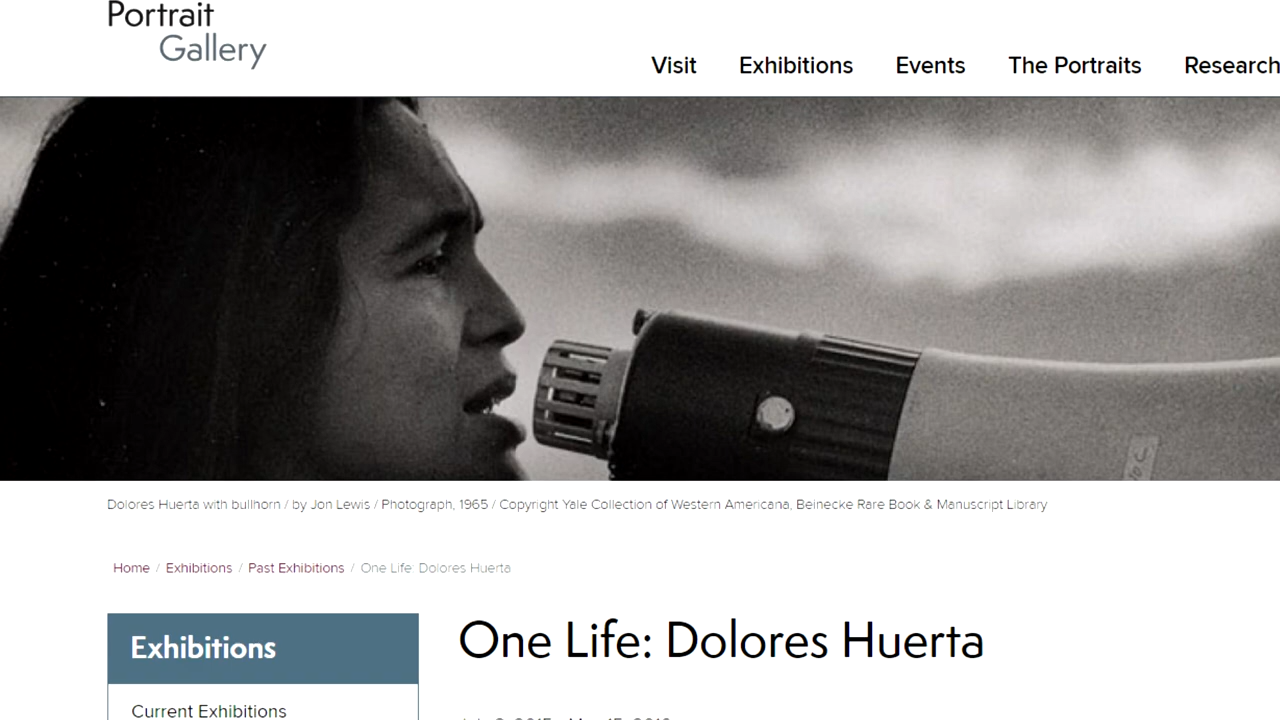 Portrait
Gallery
Visit Exhibitions Events The Portraits Research
Dolores Huerta with bullhorn / by Jon Lewis / Photograph, 1965 / Copyright Yale Collection of Western Americana, Beinecke Rare Book & Manuscript Library
Home / Exhibitions / Past Exhibitions / One Life: Dolores Huerta
Exhibitions
One Life: Dolores Huerta
Current Exhibitions